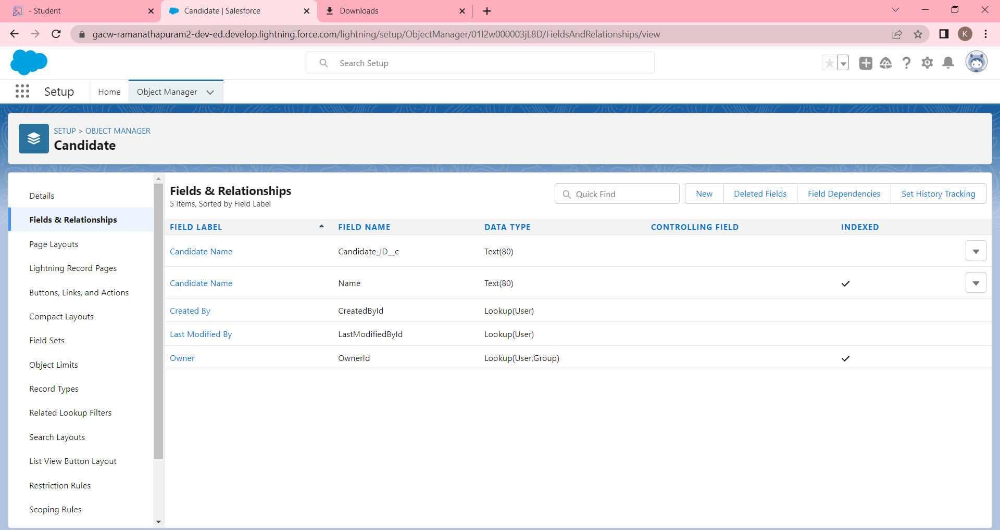 - Student
Candidate | Salesforce
Downloads
gacw-ramanathapuram2-dev-ed.develop.lightning.force.com/lightning/setup/ObjectManager/01I2w000003jL8D/FieldsAndRelationships/view
K
Search Setup
Setup
Home
Object Manager
SETUP > OBJECT MANAGER
Candidate
Details
Fields & Relationships
Page Layouts
Lightning Record Pages
Buttons, Links, and Actions
Compact Layouts
Field Sets
Object Limits
Record Types
Related Lookup Filters
Search Layouts
List View Button Layout
Restriction Rules
Scoping Rules
Fields & Relationships
5 Items, Sorted by Field Label
Quick Find
New
Deleted Fields
Field Dependencies
Set History Tracking
FIELD LABEL FIELD NAME DATA TYPE CONTROLLING FIELD INDEXED
Candidate Name Candidate_ID__c Text(80)
Candidate Name Name Text(80)
Created By CreatedById Lookup(User)
Last Modified By LastModifiedById Lookup(User)
Owner OwnerId Lookup(User,Group)